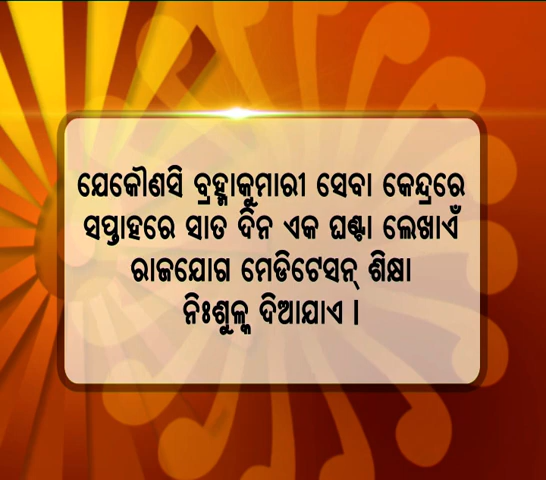 ଯେକୌଣସି ବ୍ରହ୍ମାକୁମାରୀ ସେବା କେନ୍ଦ୍ରରେ
ସପ୍ତାହରେ ସାତ ଦିନ ଏକ ଘଣ୍ଟା ଲେଖାଏଁ
ରାଜଯୋଗ ମେଡିଟେସନ୍ ଶିକ୍ଷା
ନିଃଶୁଳ୍କ ଦିଆଯାଏ ।